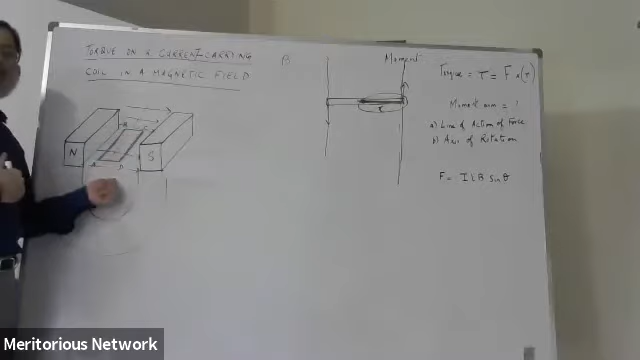 TORQUE ON A CURRENT-CARRYING
COIL IN A MAGNETIC FIELD
B
N
S
Moment
r
Torque = τ = F x (r)
Moment arm =
a) Line of Action of Force
b) Axis of Rotation
F = I L B sin θ
Meritorious Network